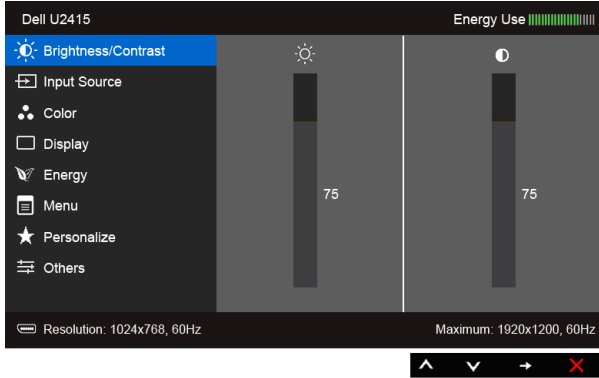 Dell U2415
Energy Use
Brightness/Contrast
Input Source
Color
Display
Energy
Menu
Personalize
Others
75
75
Resolution: 1024x768, 60Hz
Maximum: 1920x1200, 60Hz